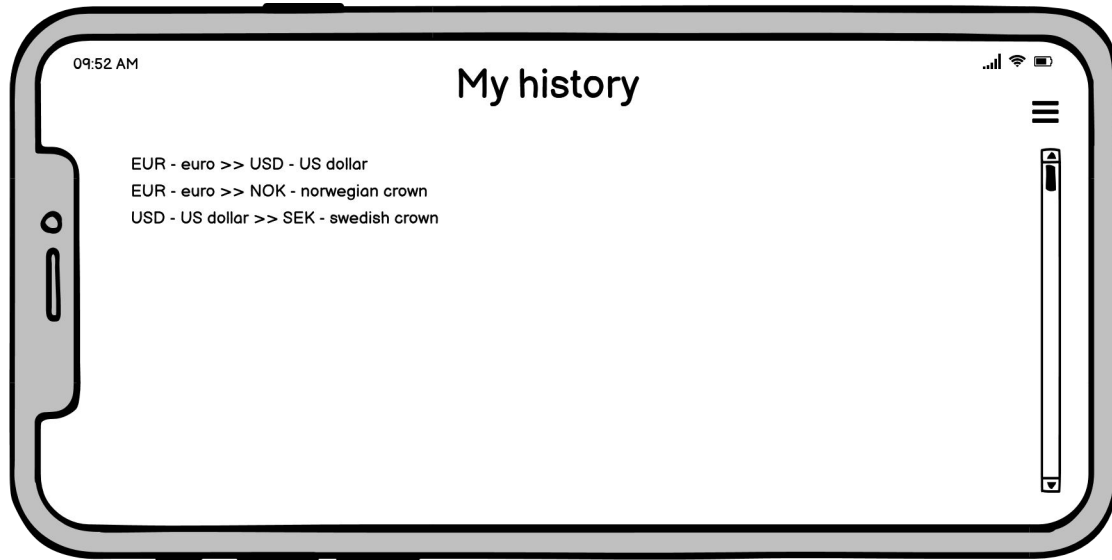 09:52 AM
My history
EUR - euro >> USD - US dollar
EUR - euro >> NOK - norwegian crown
USD - US dollar >> SEK - swedish crown